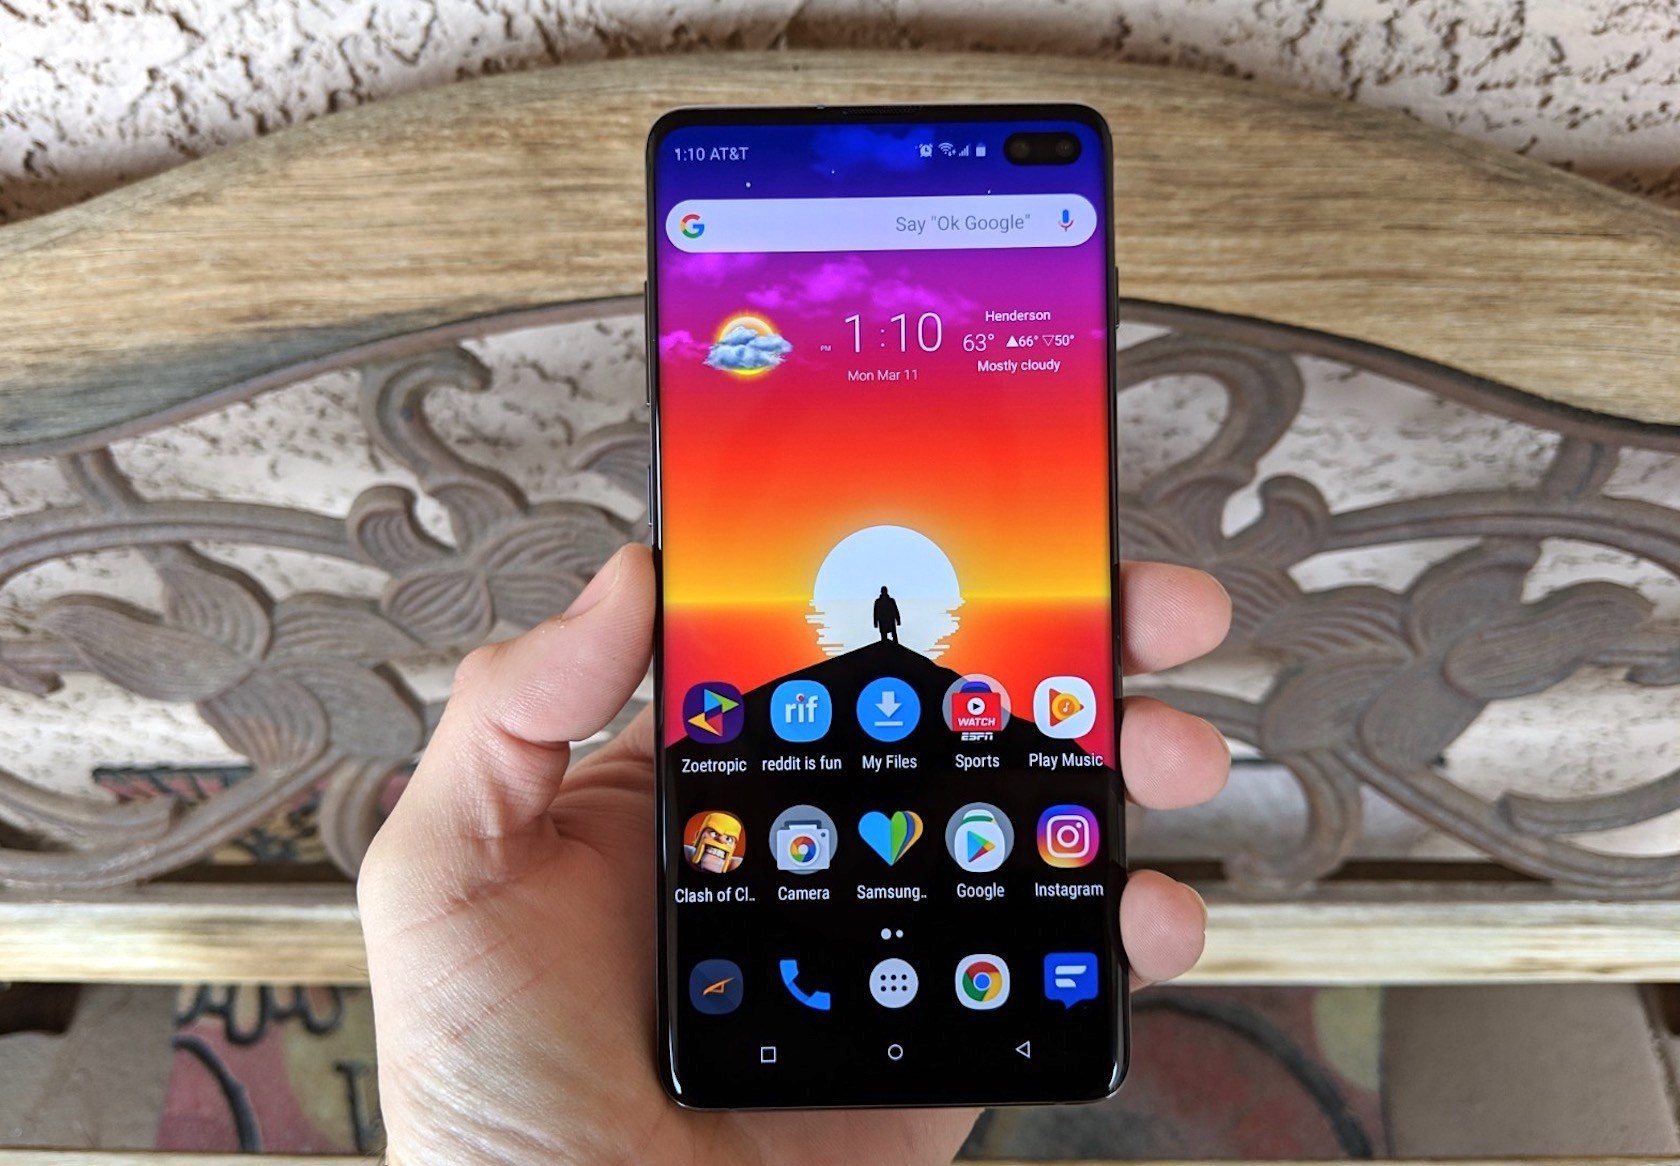 1:10 AT&T
Say "Ok Google"
PM 1:10
Mon Mar 11
Henderson
63° ▲66° ▽50°
Mostly cloudy
rif
WATCH
ESPN
Zoetropic
reddit is fun
My Files
Sports
Play Music
Clash of Cl..
Camera
Samsung..
Google
Instagram